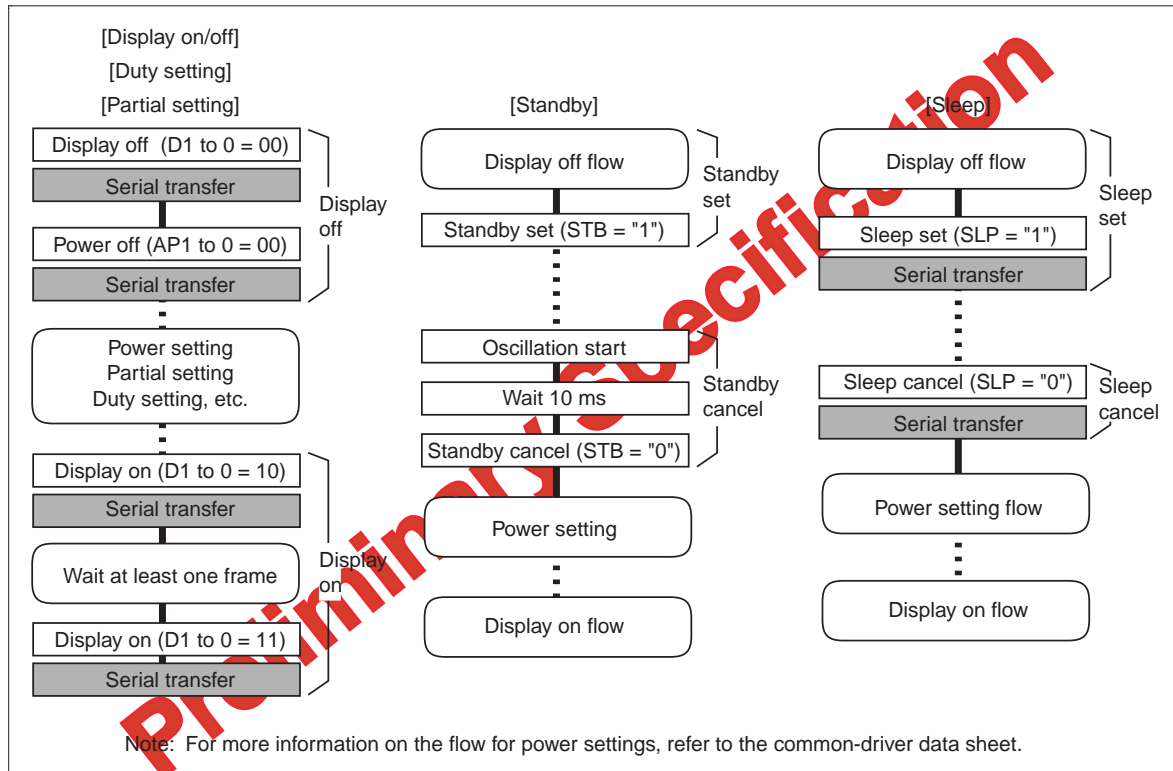 [Display on/off]
[Duty setting]
[Partial setting]
Display off (D1 to 0 = 00)
Serial transfer
Power off (AP1 to 0 = 00)
Serial transfer
Display
off
Power setting
Partial setting
Duty setting, etc.
Display on (D1 to 0 = 10)
Serial transfer
Wait at least one frame
Display on (D1 to 0 = 11)
Serial transfer
Display
on
[Standby]
Display off flow
Standby set (STB = "1")
Standby
set
Oscillation start
Wait 10 ms
Standby cancel (STB = "0")
Standby
cancel
Power setting
Display on flow
[Sleep]
Display off flow
Sleep set (SLP = "1")
Serial transfer
Sleep
set
Sleep cancel (SLP = "0")
Serial transfer
Sleep
cancel
Power setting flow
Display on flow
Preliminary Specification
Note: For more information on the flow for power settings, refer to the common-driver data sheet.